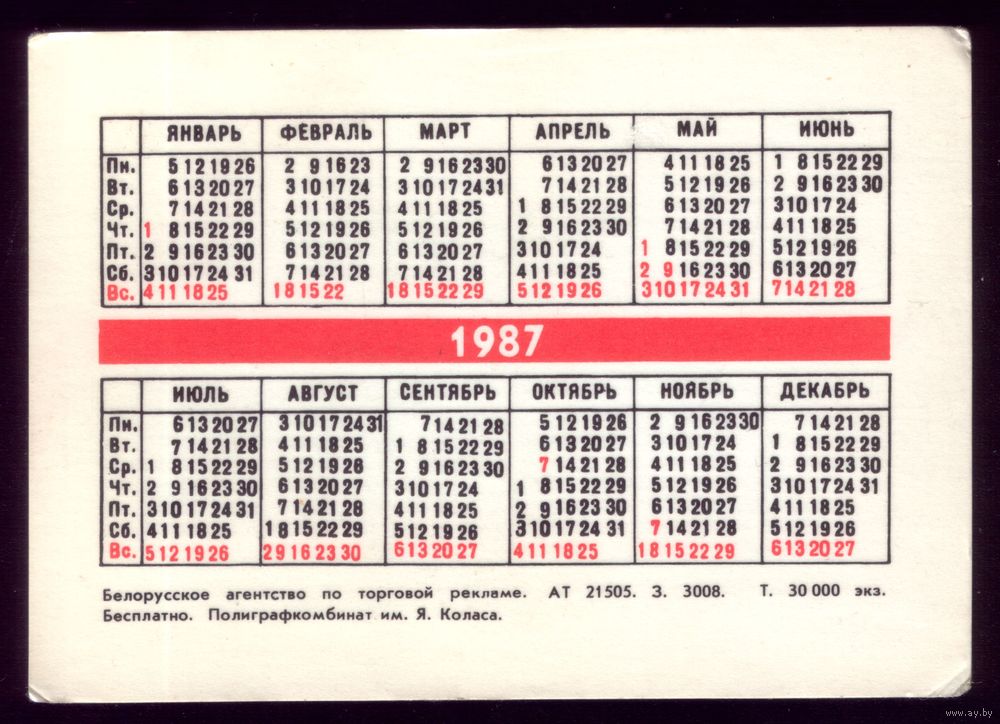 ЯНВАРЬ ФЕВРАЛЬ МАРТ АПРЕЛЬ МАЙ ИЮНЬ
Пн. 5 12 19 26 2 9 16 23 2 9 16 23 30 6 13 20 27 4 11 18 25 1 8 15 22 29
Вт. 6 13 20 27 3 10 17 24 3 10 17 24 31 7 14 21 28 5 12 19 26 2 9 16 23 30
Ср. 7 14 21 28 4 11 18 25 4 11 18 25 1 8 15 22 29 6 13 20 27 3 10 17 24
Чт. 1 8 15 22 29 5 12 19 26 5 12 19 26 2 9 16 23 30 7 14 21 28 4 11 18 25
Пт. 2 9 16 23 30 6 13 20 27 6 13 20 27 3 10 17 24 1 8 15 22 29 5 12 19 26
Сб. 3 10 17 24 31 7 14 21 28 7 14 21 28 4 11 18 25 2 9 16 23 30 6 13 20 27
Вс. 4 11 18 25 1 8 15 22 1 8 15 22 29 5 12 19 26 3 10 17 24 31 7 14 21 28
1987
ИЮЛЬ АВГУСТ СЕНТЯБРЬ ОКТЯБРЬ НОЯБРЬ ДЕКАБРЬ
Пн. 6 13 20 27 3 10 17 24 31 7 14 21 28 5 12 19 26 2 9 16 23 30 7 14 21 28
Вт. 7 14 21 28 4 11 18 25 1 8 15 22 29 6 13 20 27 3 10 17 24 1 8 15 22 29
Ср. 1 8 15 22 29 5 12 19 26 2 9 16 23 30 7 14 21 28 4 11 18 25 2 9 16 23 30
Чт. 2 9 16 23 30 6 13 20 27 3 10 17 24 1 8 15 22 29 5 12 19 26 3 10 17 24 31
Пт. 3 10 17 24 31 7 14 21 28 4 11 18 25 2 9 16 23 30 6 13 20 27 4 11 18 25
Сб. 4 11 18 25 1 8 15 22 29 5 12 19 26 3 10 17 24 31 7 14 21 28 5 12 19 26
Вс. 5 12 19 26 2 9 16 23 30 6 13 20 27 4 11 18 25 1 8 15 22 29 6 13 20 27
Белорусское агентство по торговой рекламе. АТ 21505. З. 3008. Т. 30 000 экз.
Бесплатно. Полиграфкомбинат им. Я. Коласа.
www.ay.by